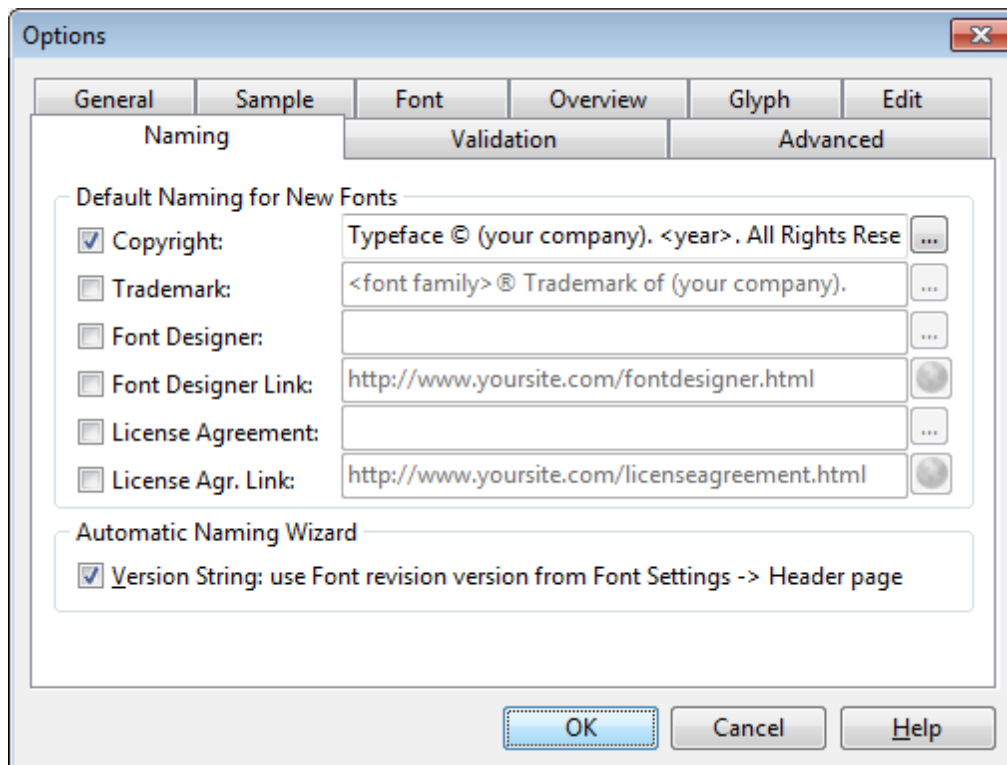 Options
General Sample Font Overview Glyph Edit
Naming Validation Advanced
Default Naming for New Fonts
Copyright: Typeface © (your company). <year>. All Rights Rese ...
Trademark: <font family>® Trademark of (your company). ...
Font Designer: ...
Font Designer Link: http://www.yoursite.com/fontdesigner.html
License Agreement: ...
License Agr. Link: http://www.yoursite.com/licenseagreement.html
Automatic Naming Wizard
Version String: use Font revision version from Font Settings -> Header page
OK Cancel Help